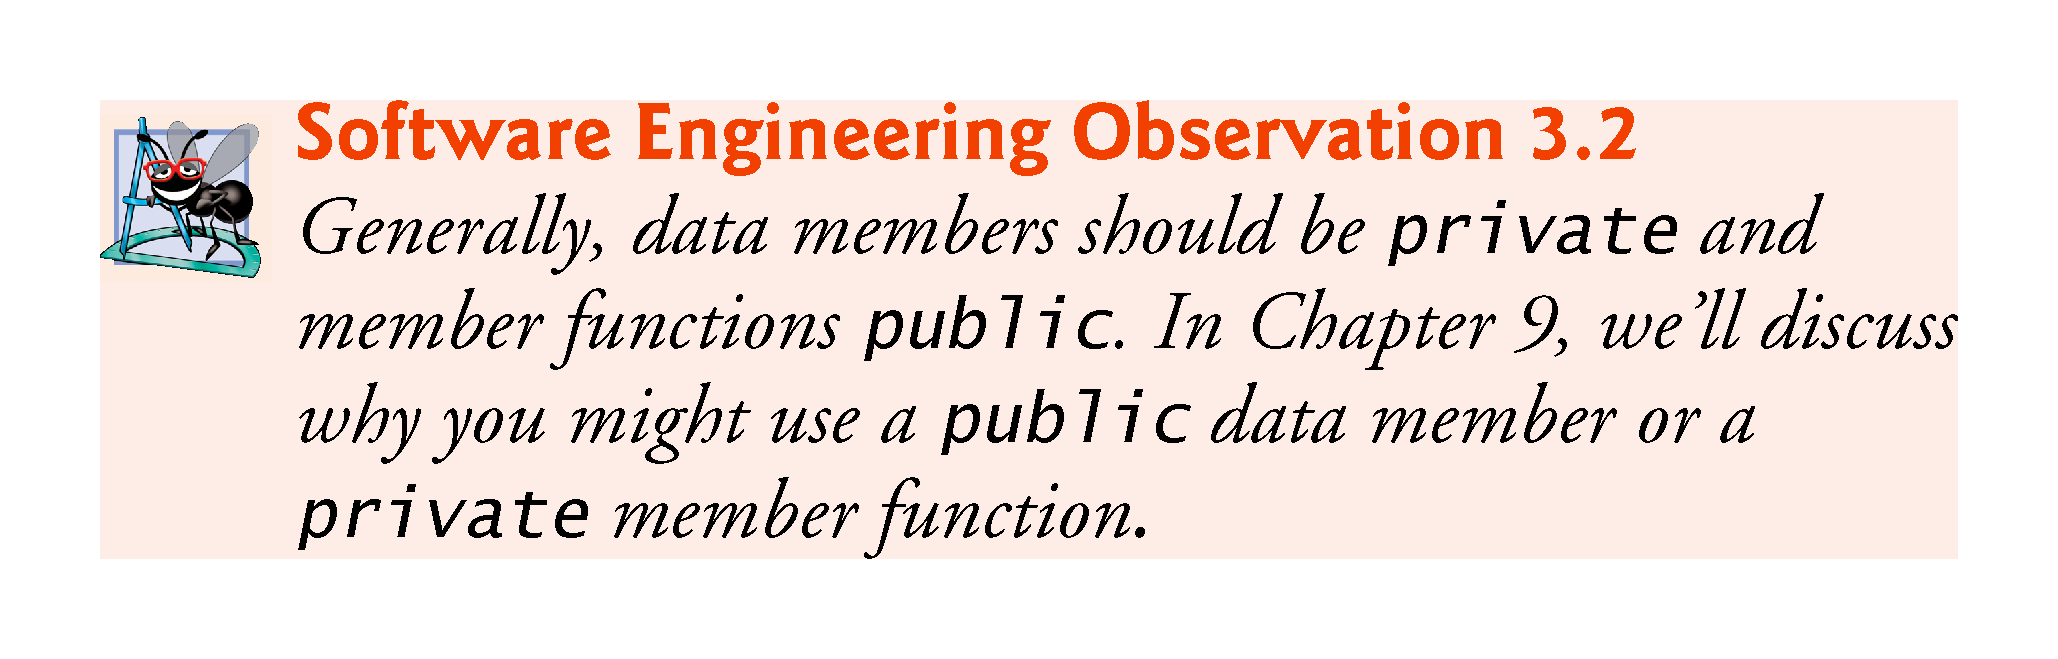 Software Engineering Observation 3.2
Generally, data members should be private and
member functions public. In Chapter 9, we’ll discuss
why you might use a public data member or a
private member function.